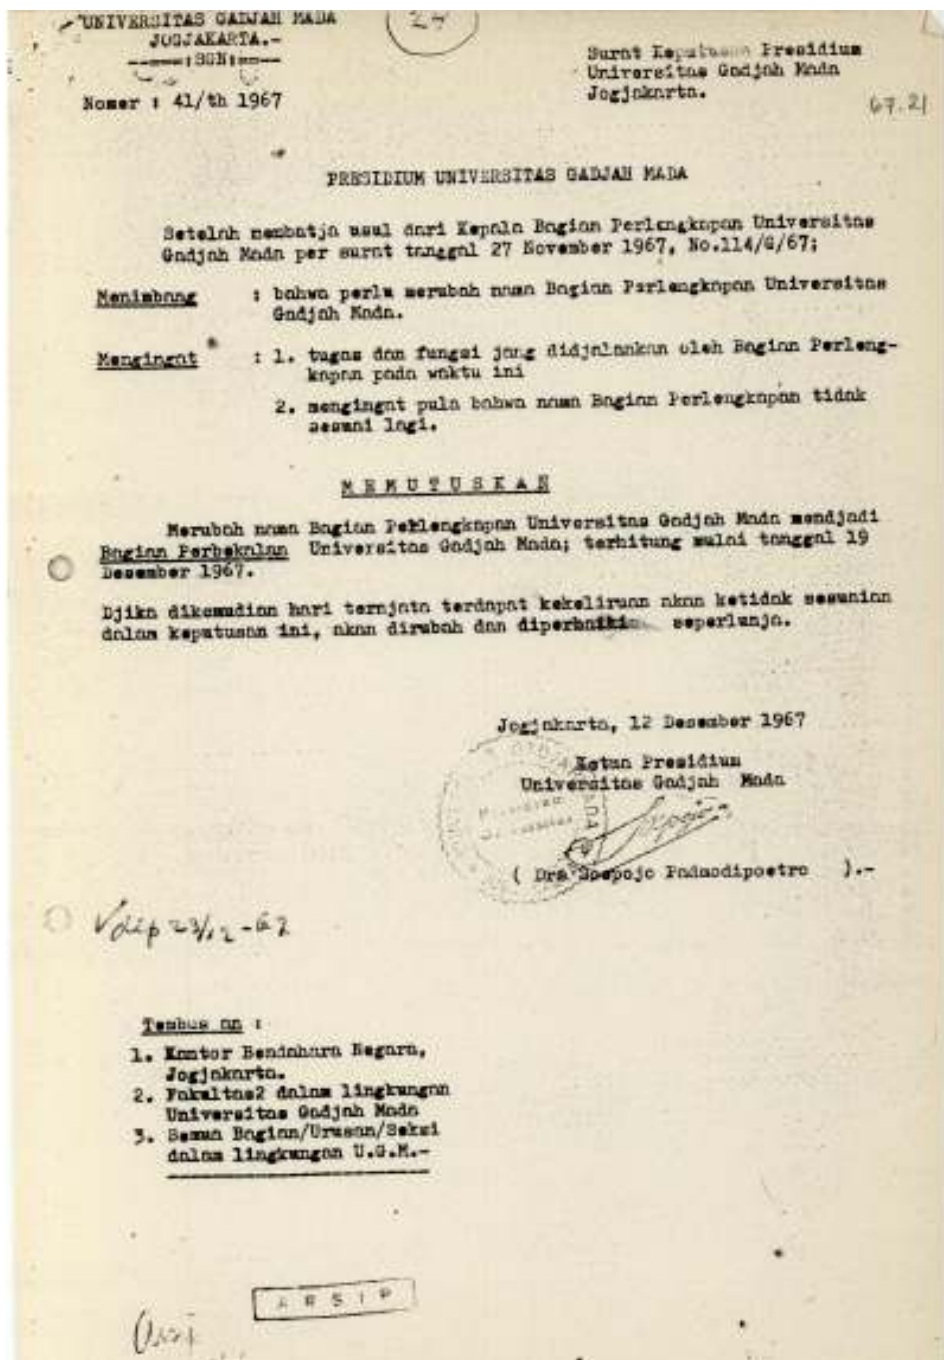 UNIVERSITAS GADJAH MADA
JOGJAKARTA.-
24
Surat Keputusan Presidium
Universitas Gadjah Mada
Jogjakarta.
Nomer : 41/th 1967
67.21
PRESIDIUM UNIVERSITAS GADJAH MADA
Setelah membatja usul dari Kepala Bagian Perlengkapan Universitas
Gadjah Mada per surat tanggal 27 November 1967, No.114/G/67;
Menimbang : bahwa perlu merubah nama Bagian Perlengkapan Universitas
Gadjah Mada.
Mengingat : 1. tugas dan fungsi jang didjalankan oleh Bagian Perleng-
kapan pada waktu ini
2. mengingat pula bahwa nama Bagian Perlengkapan tidak
sesuai lagi.
MEMUTUSKAN
Merubah nama Bagian Perlengkapan Universitas Gadjah Mada mendjadi
Bagian Perbekalan Universitas Gadjah Mada; terhitung mulai tanggal 19
Desember 1967.
Djika dikemudian hari ternjata terdapat kekeliruan akan ketidak sesuaian
dalam keputusan ini, akan dirubah dan diperbaiki seperlunja.
Jogjakarta, 12 Desember 1967
Ketua Presidium
Universitas Gadjah Mada
( Drs Soepojo Padmodipoetro ).-
23/12-67
Tembus an :
1. Kantor Bendahara Negara,
Jogjakarta.
2. Fakultas2 dalam lingkungan
Universitas Gadjah Mada
3. Semua Bagian/Urusan/Seksi
dalam lingkungan U.G.M.-
ARSIP